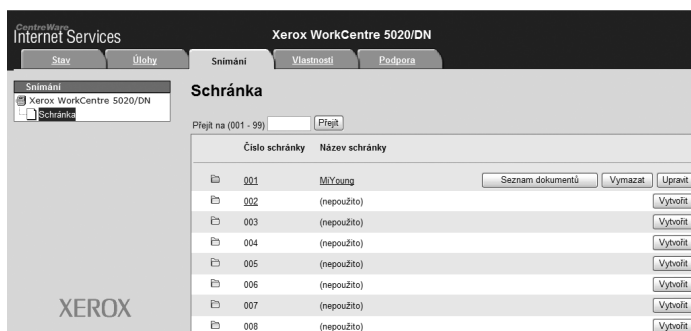 CentreWare
Internet Services
Xerox WorkCentre 5020/DN
Stav Úlohy Snímání Vlastnosti Podpora
Snímání
Xerox WorkCentre 5020/DN
Schránka
Schránka
Přejít na (001 - 99) Přejít
Číslo schránky Název schránky
001 MiYoung Seznam dokumentů Vymazat Upravit
002 (nepoužito) Vytvořit
003 (nepoužito) Vytvořit
004 (nepoužito) Vytvořit
005 (nepoužito) Vytvořit
006 (nepoužito) Vytvořit
007 (nepoužito) Vytvořit
008 (nepoužito) Vytvořit
XEROX